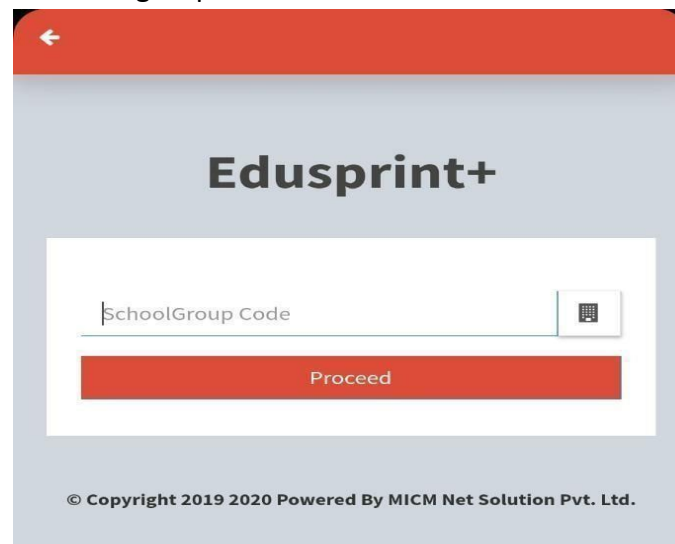 Edusprint+
SchoolGroup Code
Proceed
© Copyright 2019 2020 Powered By MICM Net Solution Pvt. Ltd.